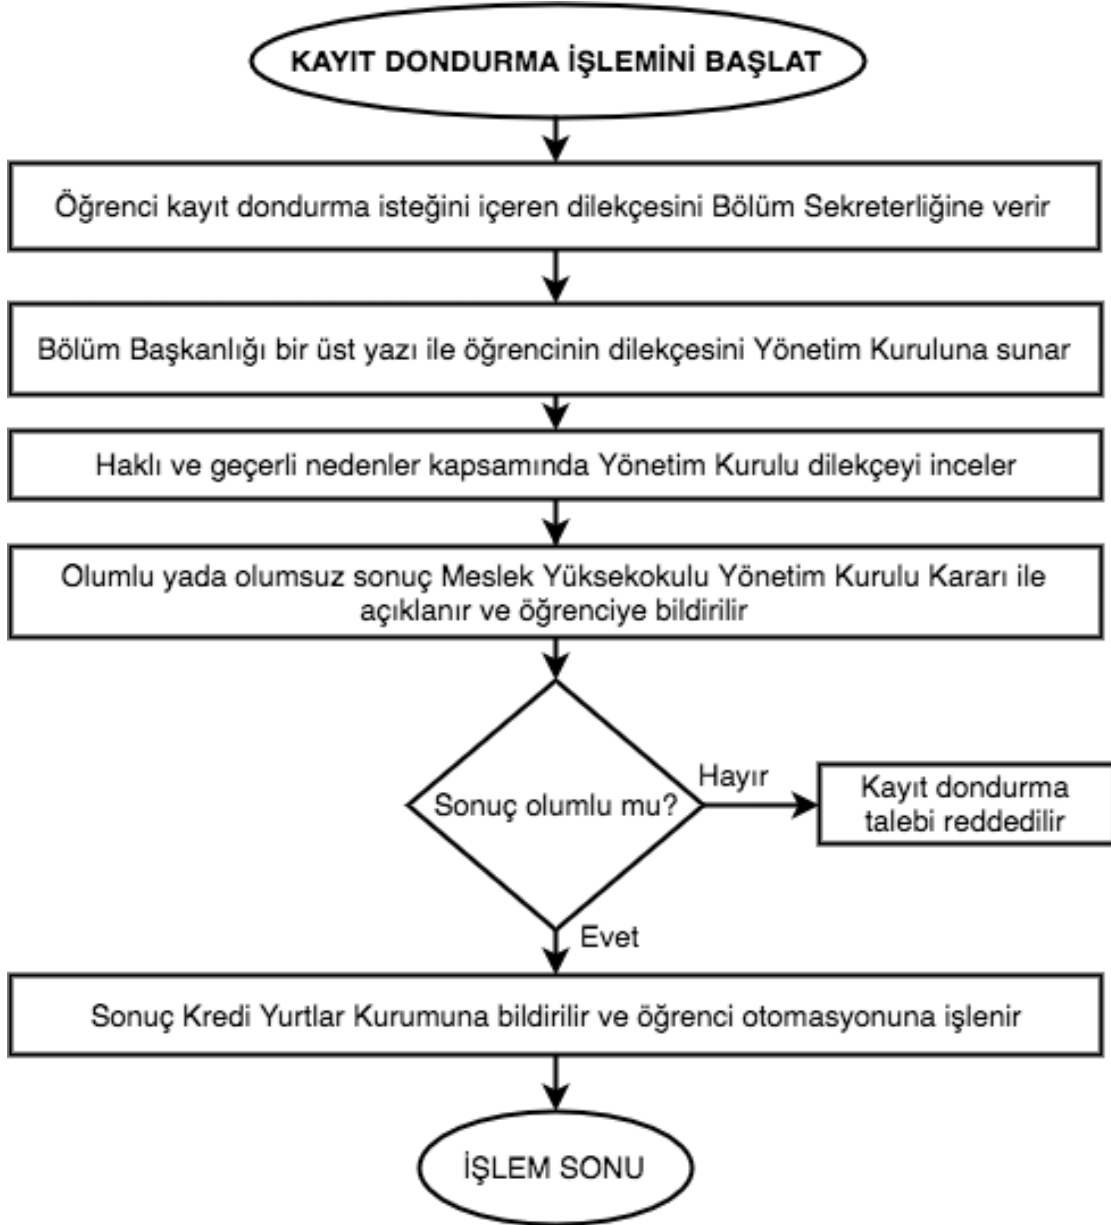 KAYIT DONDURMA İŞLEMİNİ BAŞLAT
Öğrenci kayıt dondurma isteğini içeren dilekçesini Bölüm Sekreterliğine verir
Bölüm Başkanlığı bir üst yazı ile öğrencinin dilekçesini Yönetim Kuruluna sunar
Haklı ve geçerli nedenler kapsamında Yönetim Kurulu dilekçeyi inceler
Olumlu yada olumsuz sonuç Meslek Yüksekokulu Yönetim Kurulu Kararı ile
açıklanır ve öğrenciye bildirilir
Sonuç olumlu mu?
Hayır
Kayıt dondurma
talebi reddedilir
Evet
Sonuç Kredi Yurtlar Kurumuna bildirilir ve öğrenci otomasyonuna işlenir
İŞLEM SONU